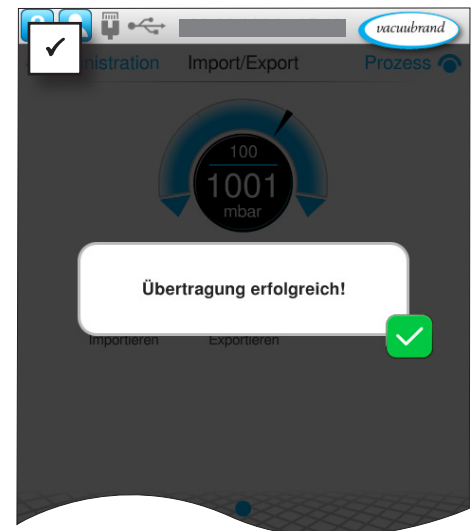 vacuubrand
nistration Import/Export Prozess
100
1001
mbar
Übertragung erfolgreich!
Importieren Exportieren